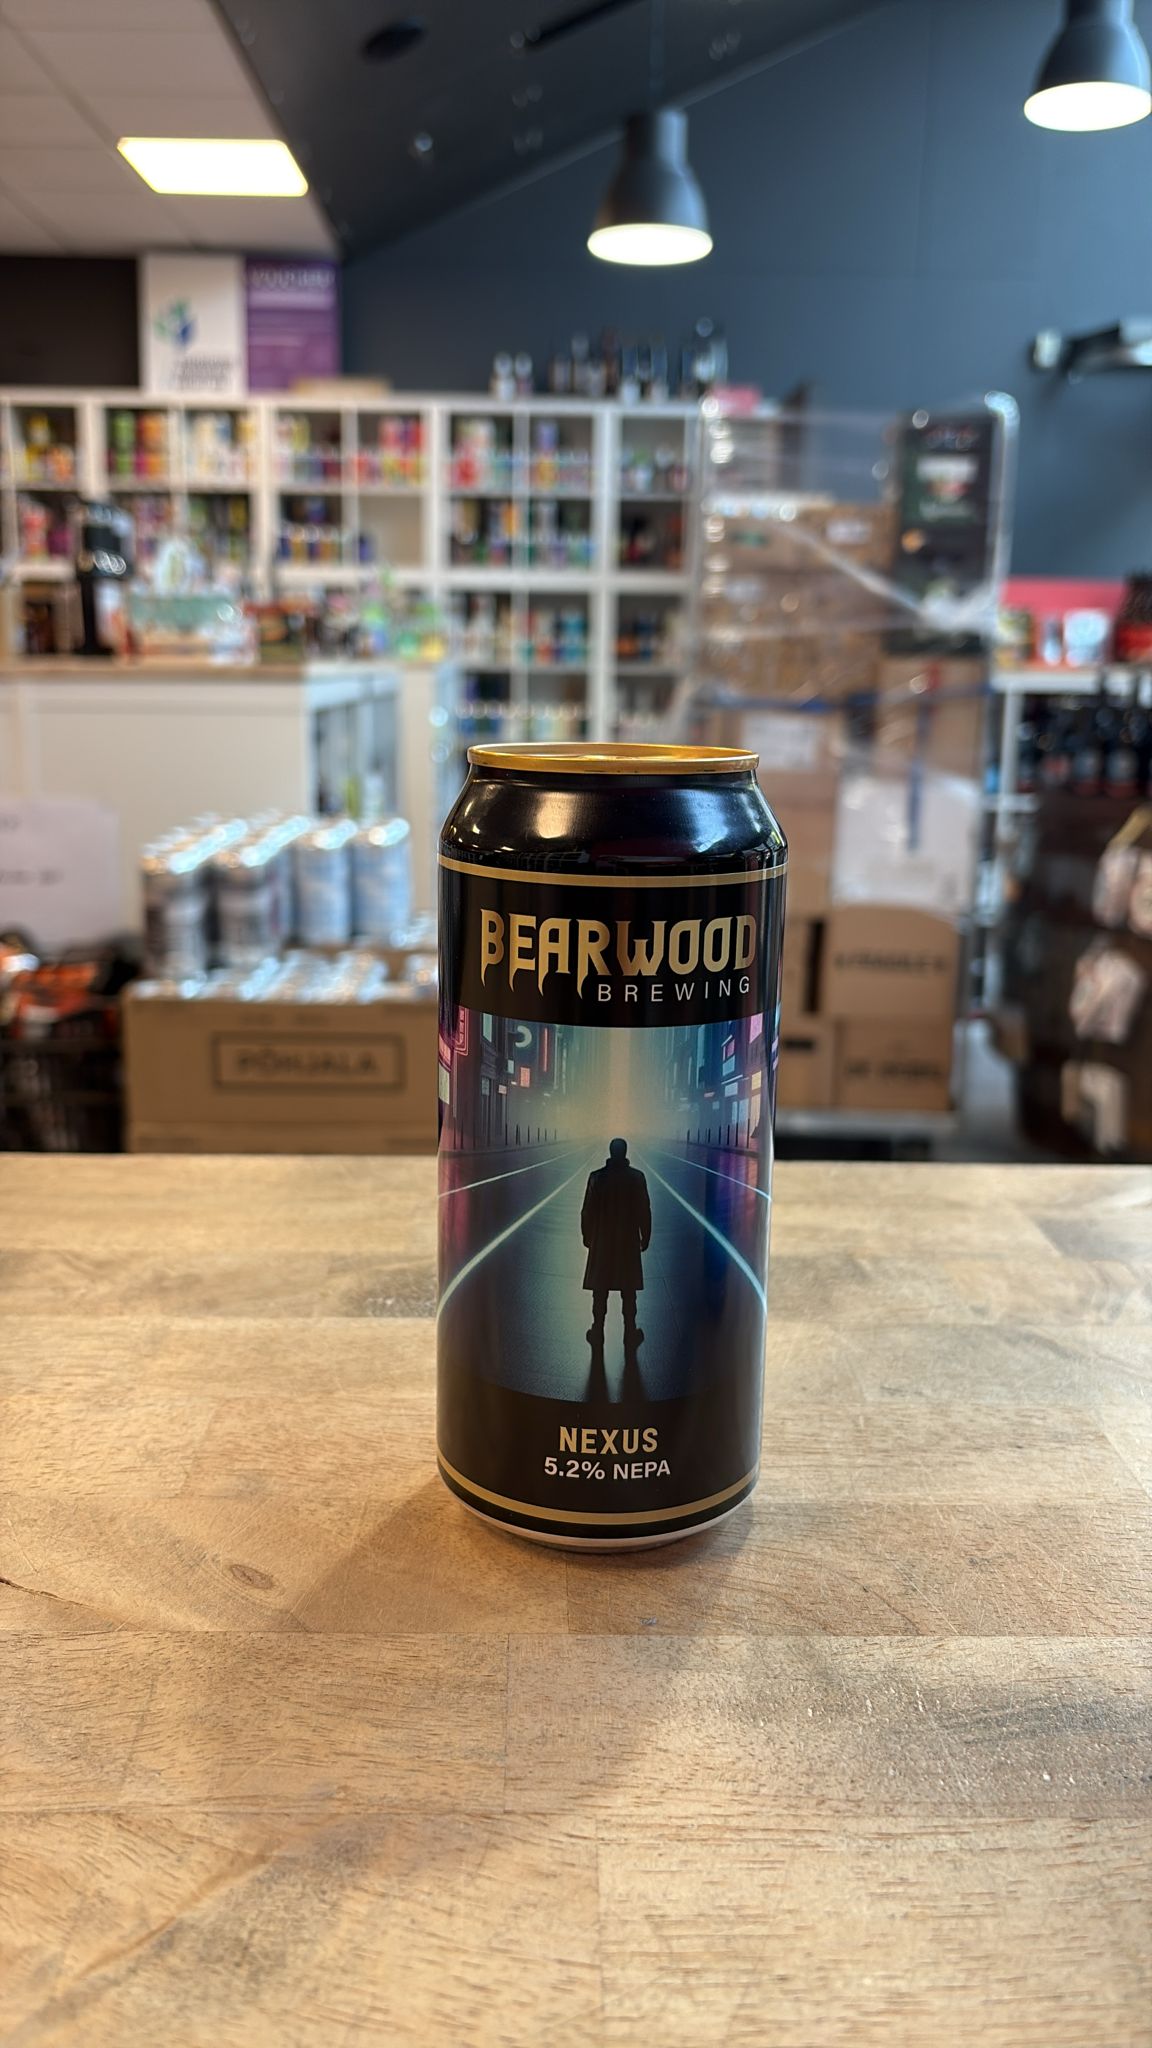 BEARWOOD
BREWING
NEXUS
5.2% NEPA
PÕHJALA